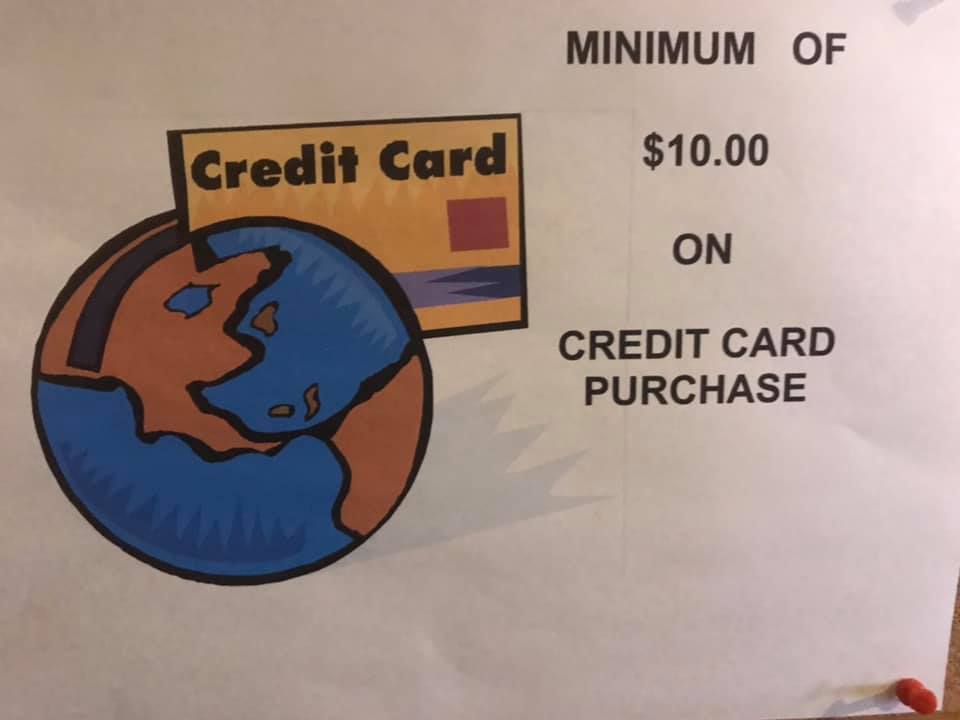 Credit Card
MINIMUM OF
$10.00
ON
CREDIT CARD
PURCHASE